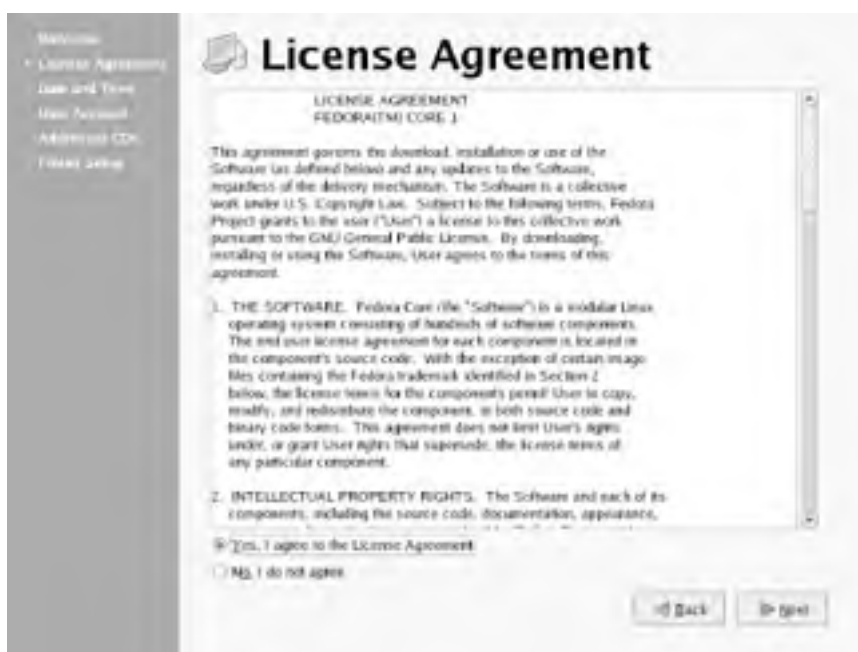 Welcome
License Agreement
Date and Time
User Account
Additional CDs
Finish Setup
License Agreement
LICENSE AGREEMENT
FEDORA(TM) CORE 1
This agreement governs the download, installation or use of the
Software (as defined below) and any updates to the Software,
regardless of the delivery mechanism. The Software is a collective
work under U.S. Copyright Law. Subject to the following terms, Fedora
Project grants to the user ("User") a license to this collective work
pursuant to the GNU General Public License. By downloading,
installing or using the Software, User agrees to the terms of this
agreement.
1. THE SOFTWARE. Fedora Core (the "Software") is a modular Linux
operating system consisting of hundreds of software components.
The end user license agreement for each component is located in
the component's source code. With the exception of certain image
files containing the Fedora trademark identified in Section 2
below, the license terms for the components permit User to copy,
modify, and redistribute the component, in both source code and
binary code forms. This agreement does not limit User's rights
under, or grant User rights that supersede, the license terms of
any particular component.
2. INTELLECTUAL PROPERTY RIGHTS. The Software and each of its
components, including the source code, documentation, appearance,
Yes, I agree to the License Agreement
No, I do not agree
Back
Next